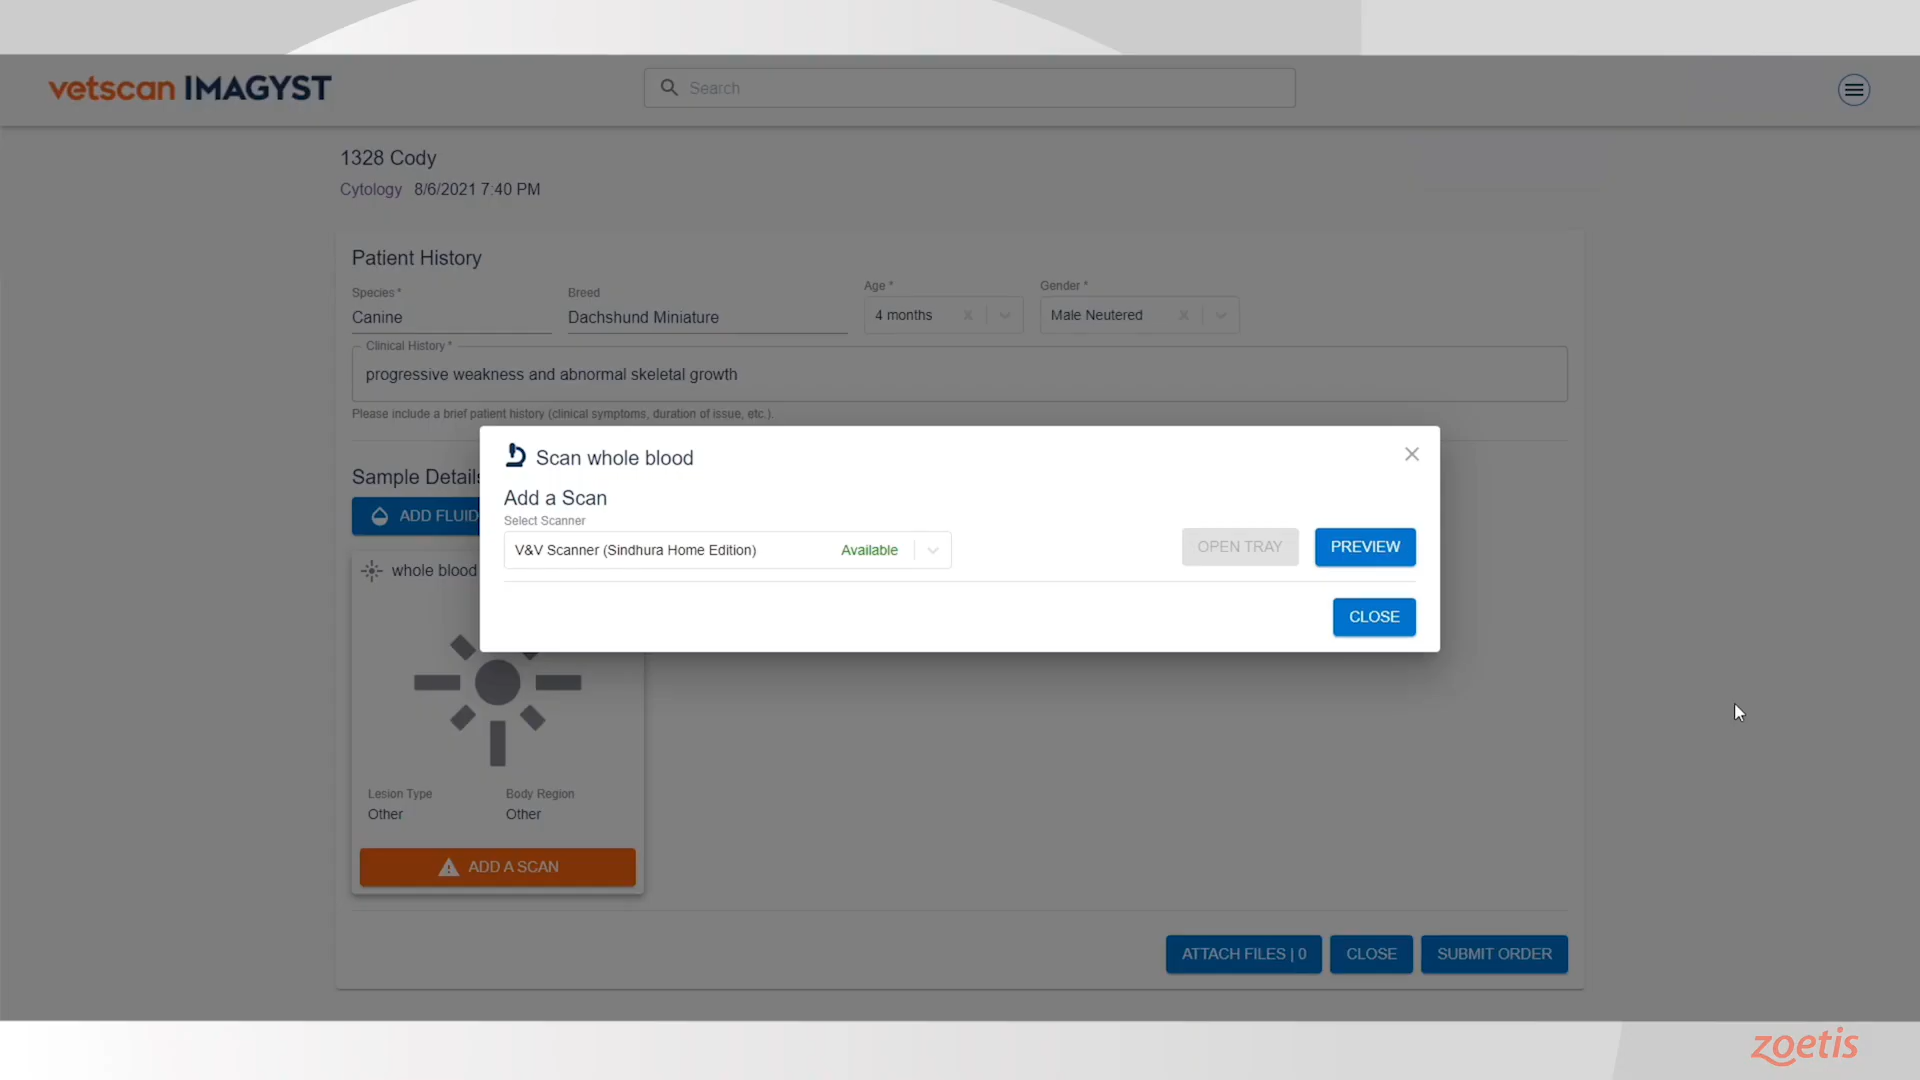 vetscan IMAGYST
Search
1328 Cody
Cytology 8/6/2021 7:40 PM
Patient History
Species *
Canine
Breed
Dachshund Miniature
Age *
4 months
Gender *
Male Neutered
Clinical History *
progressive weakness and abnormal skeletal growth
Please include a brief patient history (clinical symptoms, duration of issue, etc.).
Scan whole blood
Add a Scan
Select Scanner
V&V Scanner (Sindhura Home Edition) Available
OPEN TRAY
PREVIEW
CLOSE
Sample Details
ADD FLUID
whole blood
Lesion Type
Other
Body Region
Other
ADD A SCAN
ATTACH FILES | 0
CLOSE
SUBMIT ORDER
zoetis